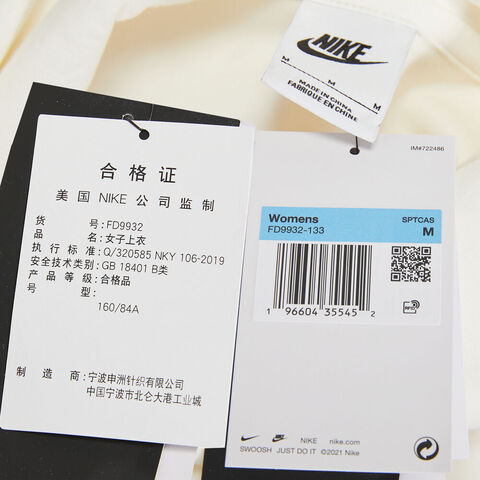 NIKE
M
M
M
MADE IN CHINA
FABRIQUE EN CHINE
合格证
美国 NIKE 公司监制
货 号: FD9932
品 名: 女子上衣
执行标准: Q/320585 NKY 106-2019
安全技术类别: GB 18401 B类
产品等级: 合格品
号 型:
160/84A
制 造 商: 宁波申洲针织有限公司
中国宁波市北仑大港工业城
IM#722486
Womens SPTCAS
FD9932-133 M
1 96604 35545 2
RFID
NIKE nike.com
SWOOSH JUST DO IT ©2021 Nike